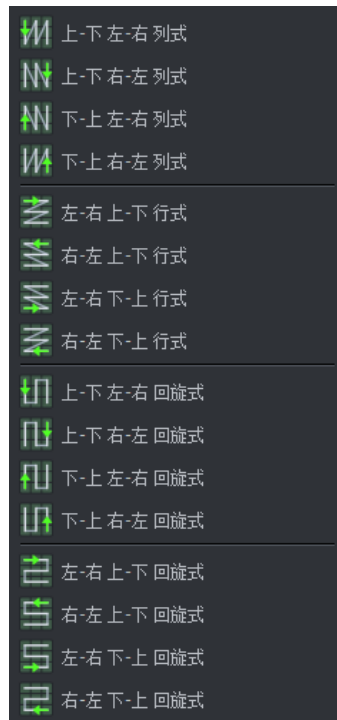 上-下 左-右 列式
上-下 右-左 列式
下-上 左-右 列式
下-上 右-左 列式
左-右 上-下 行式
右-左 上-下 行式
左-右 下-上 行式
右-左 下-上 行式
上-下 左-右 回旋式
上-下 右-左 回旋式
下-上 左-右 回旋式
下-上 右-左 回旋式
左-右 上-下 回旋式
右-左 上-下 回旋式
左-右 下-上 回旋式
右-左 下-上 回旋式